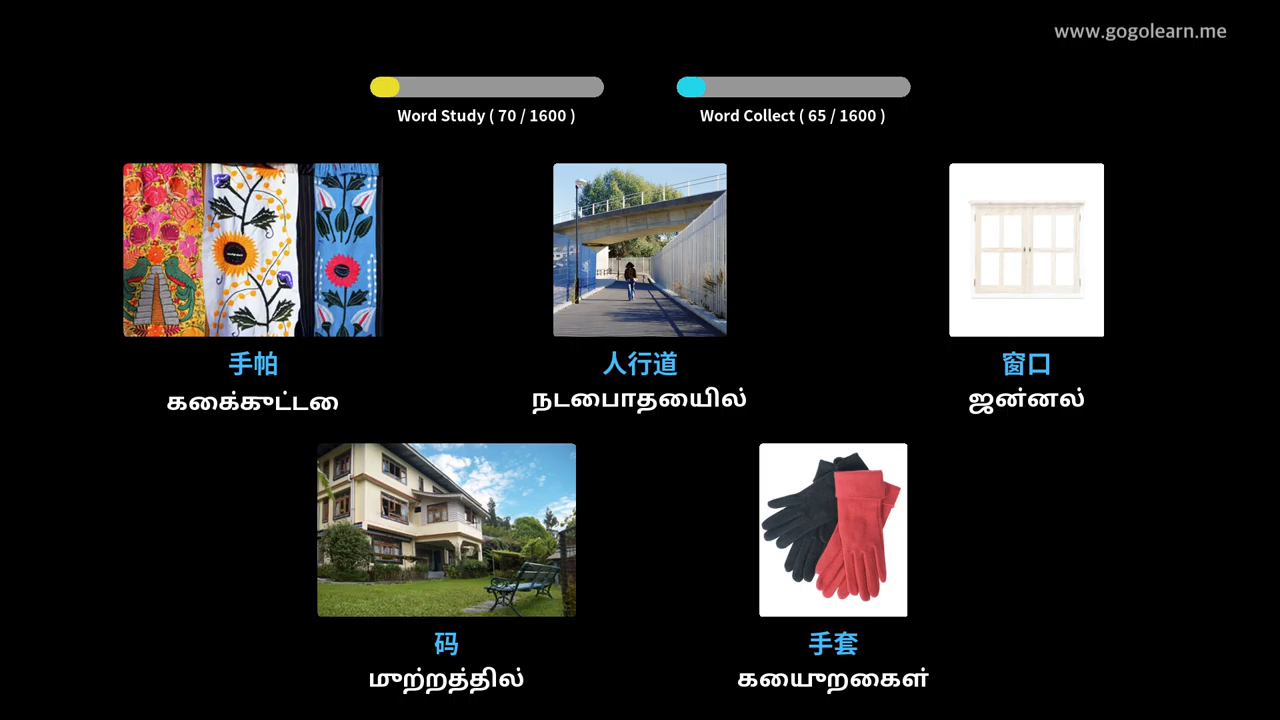 www.gogolearn.me
Word Study ( 70 / 1600 )
Word Collect ( 65 / 1600 )
手帕
கைக்குட்டை
人行道
நடைபாதையில்
窗口
ஜன்னல்
码
முற்றத்தில்
手套
கையுறைகள்